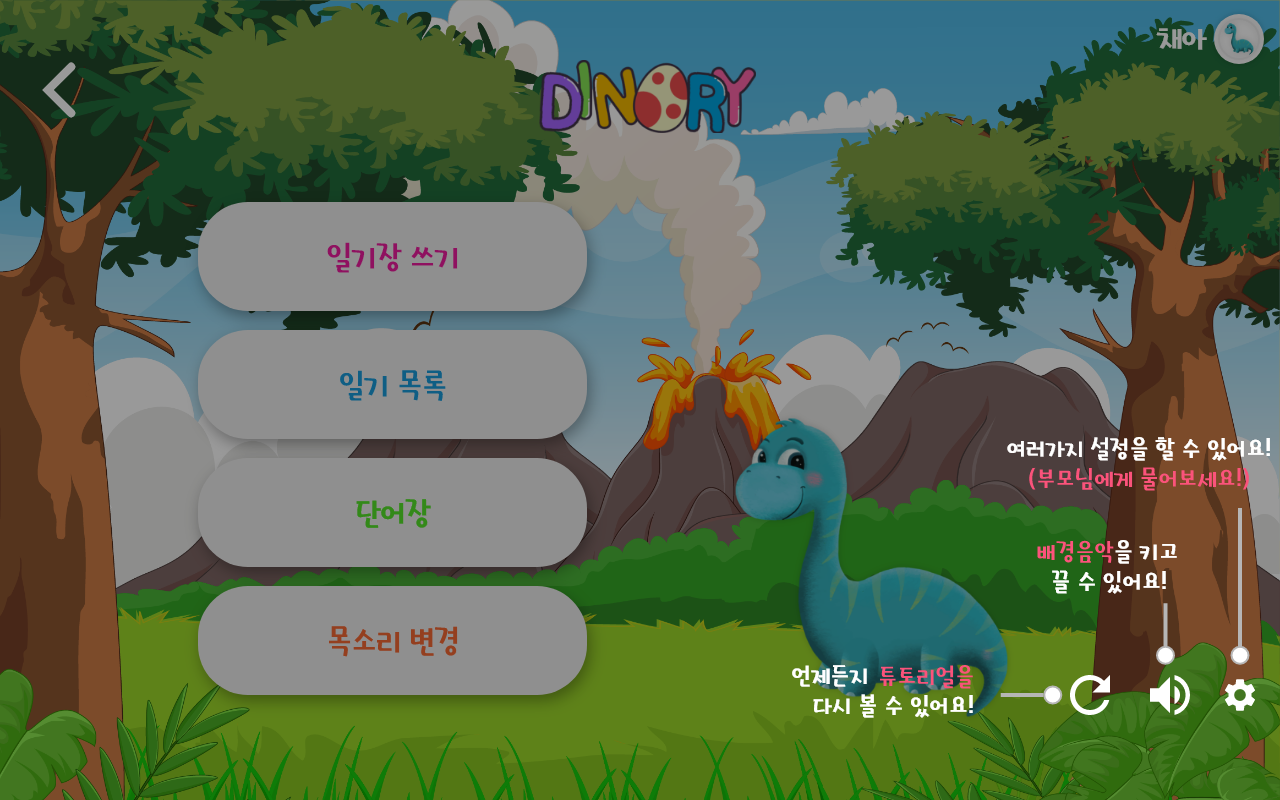 채아
DINORY
일기장 쓰기
일기 목록
단어장
목소리 변경
여러가지 설정을 할 수 있어요!
(부모님에게 물어보세요!)
배경음악을 키고
끌 수 있어요!
언제든지 튜토리얼을
다시 볼 수 있어요!